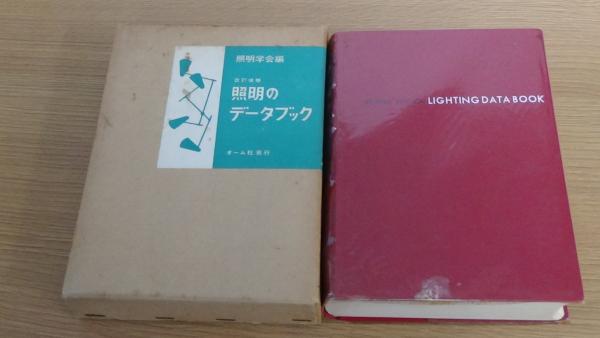 照明学会編
改訂増補
照明の
データブック
オーム社発行
LIGHTING DATA BOOK